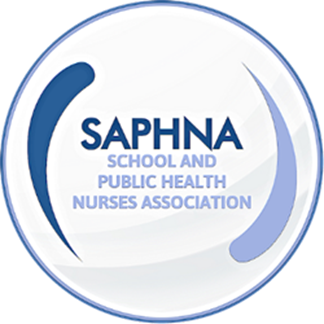 SAPHNA
SCHOOL AND
PUBLIC HEALTH
NURSES ASSOCIATION